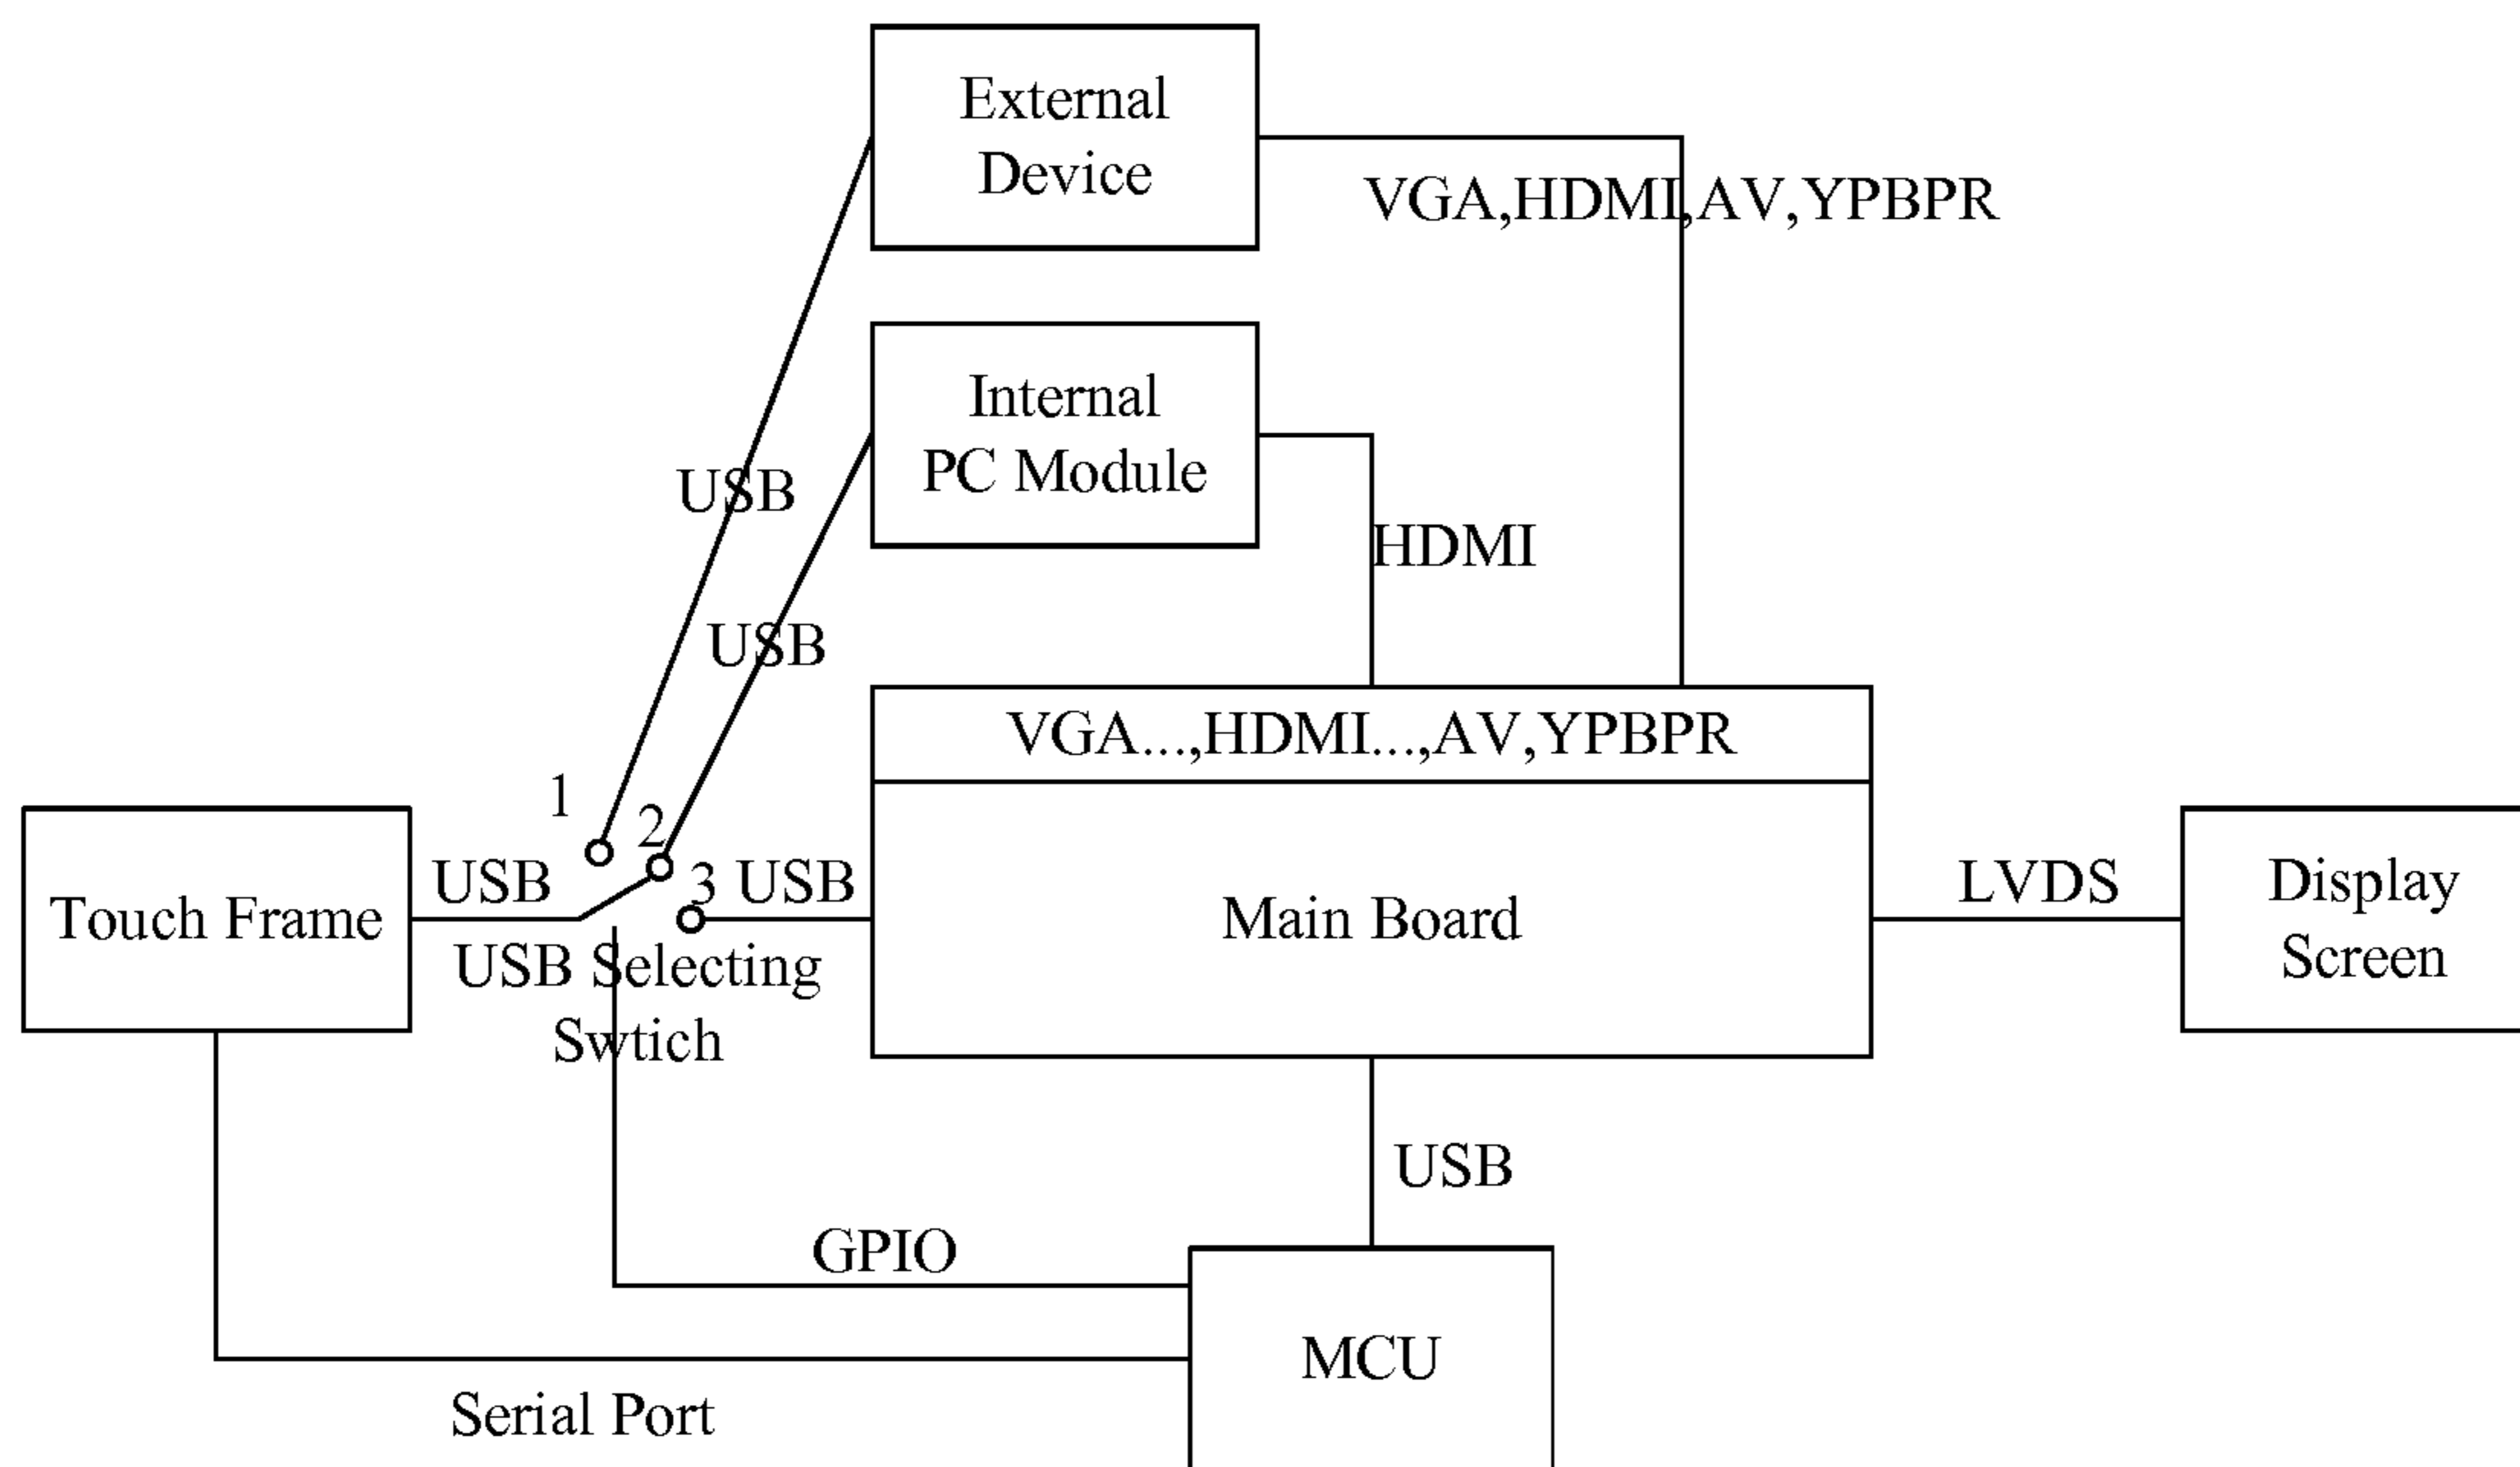 External
Device
VGA,HDMI,AV,YPBPR
Internal
PC Module
USB
HDMI
USB
VGA...,HDMI...,AV,YPBPR
1
2
3
USB
USB
Touch Frame
Main Board
LVDS
Display
Screen
USB Selecting
Swtich
USB
GPIO
MCU
Serial Port